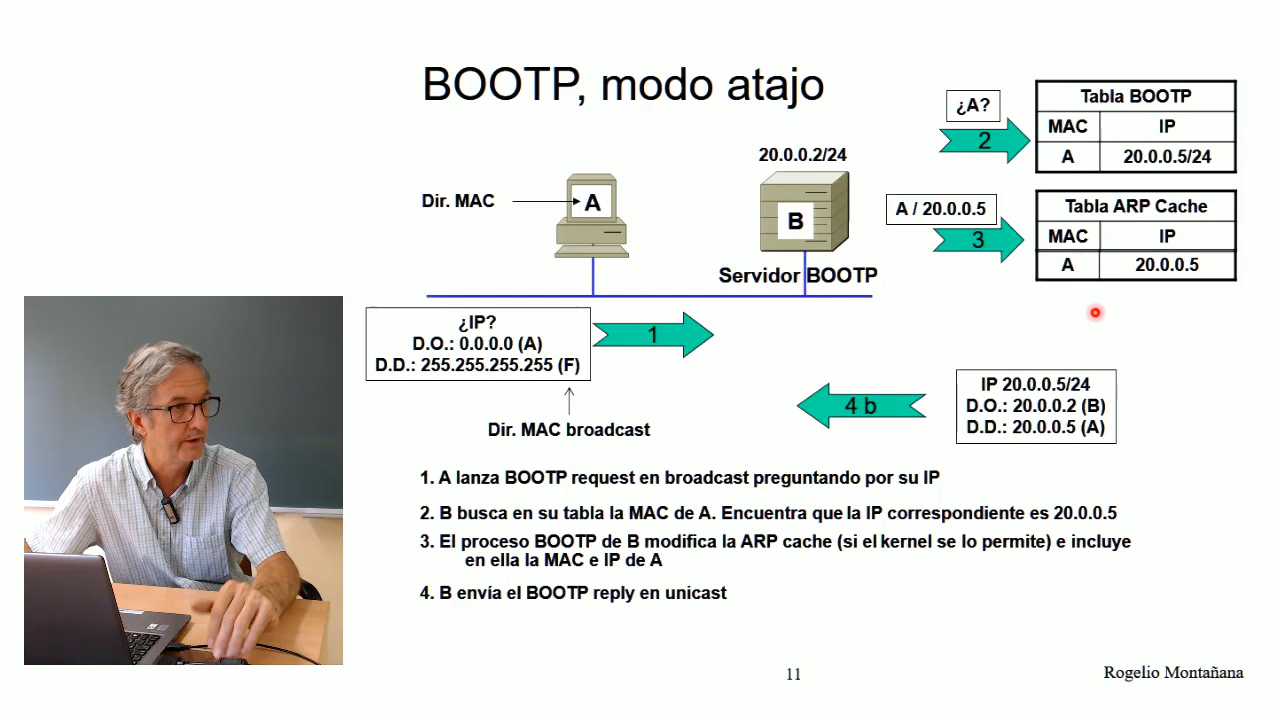 BOOTP, modo atajo
¿A?
2
Tabla BOOTP
MAC IP
A 20.0.0.5/24
20.0.0.2/24
Dir. MAC
A
B
A / 20.0.0.5
3
Tabla ARP Cache
MAC IP
A 20.0.0.5
Servidor BOOTP
¿IP?
D.O.: 0.0.0.0 (A)
D.D.: 255.255.255.255 (F)
1
Dir. MAC broadcast
4 b
IP 20.0.0.5/24
D.O.: 20.0.0.2 (B)
D.D.: 20.0.0.5 (A)
1. A lanza BOOTP request en broadcast preguntando por su IP
2. B busca en su tabla la MAC de A. Encuentra que la IP correspondiente es 20.0.0.5
3. El proceso BOOTP de B modifica la ARP cache (si el kernel se lo permite) e incluye
en ella la MAC e IP de A
4. B envía el BOOTP reply en unicast
11
Rogelio Montañana